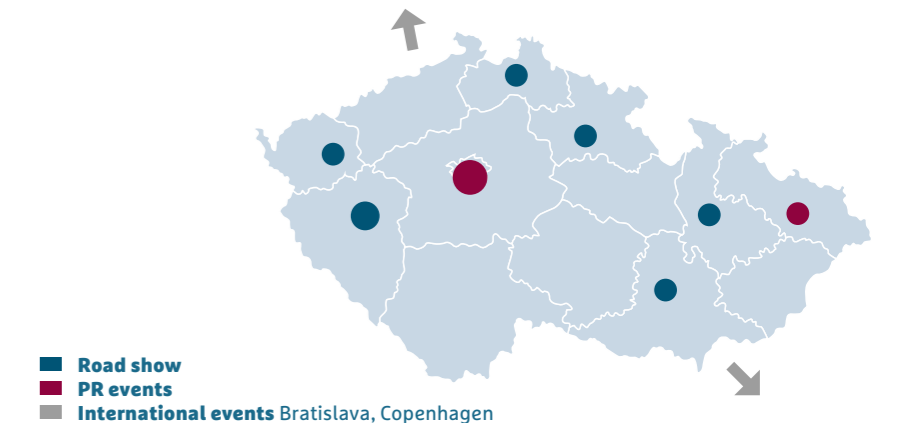 Road show
PR events
International events Bratislava, Copenhagen